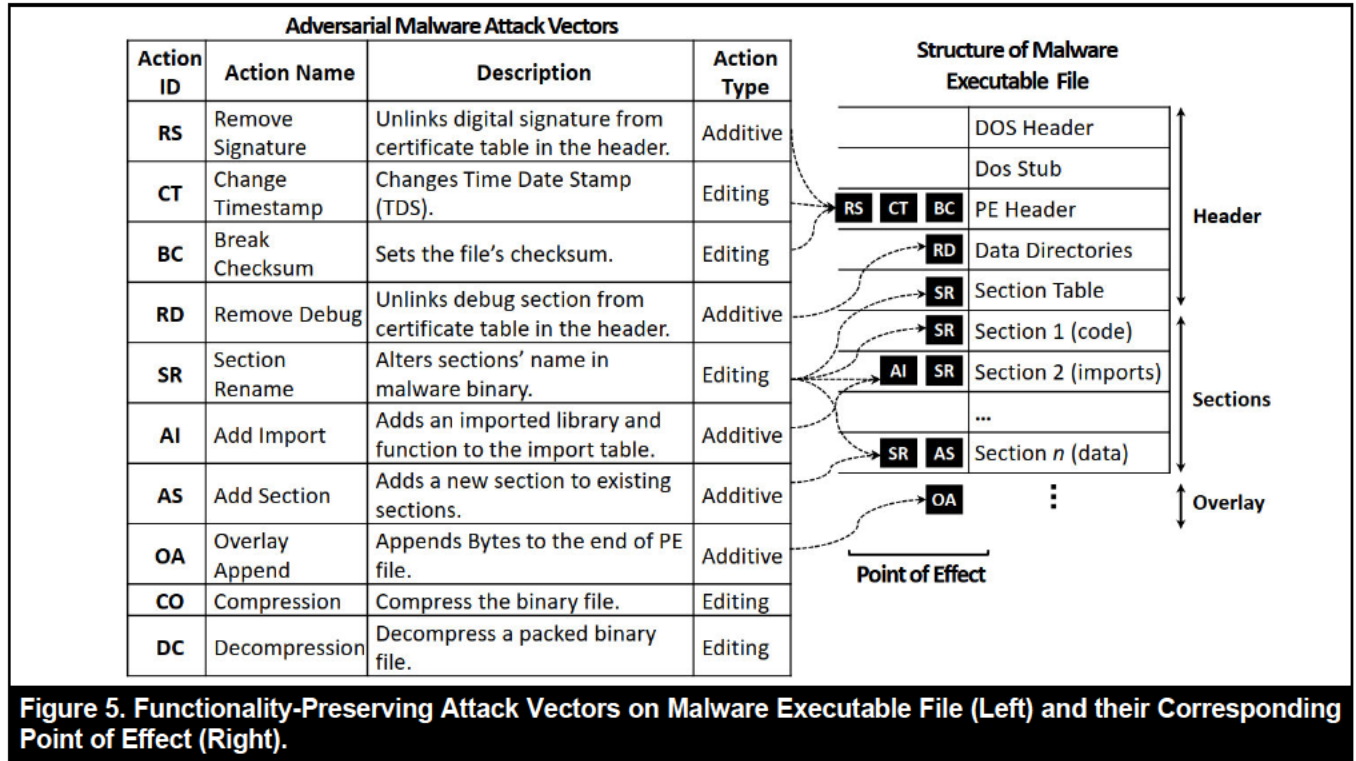 Adversarial Malware Attack Vectors
Action ID
Action Name
Description
Action Type
RS
Remove Signature
Unlinks digital signature from
certificate table in the header.
Additive
CT
Change Timestamp
Changes Time Date Stamp
(TDS).
Editing
BC
Break Checksum
Sets the file's checksum.
Editing
RD
Remove Debug
Unlinks debug section from
certificate table in the header.
Additive
SR
Section Rename
Alters sections' name in
malware binary.
Editing
AI
Add Import
Adds an imported library and
function to the import table.
Additive
AS
Add Section
Adds a new section to existing
sections.
Additive
OA
Overlay Append
Appends Bytes to the end of PE
file.
Additive
CO
Compression
Compress the binary file.
Editing
DC
Decompression
Decompress a packed binary
file.
Editing
Structure of Malware
Executable File
DOS Header
Dos Stub
RS CT BC PE Header
RD Data Directories
SR Section Table
SR Section 1 (code)
AI SR Section 2 (imports)
...
SR AS Section n (data)
OA ⋮
Header
Sections
Overlay
Point of Effect
Figure 5. Functionality-Preserving Attack Vectors on Malware Executable File (Left) and their Corresponding
Point of Effect (Right).